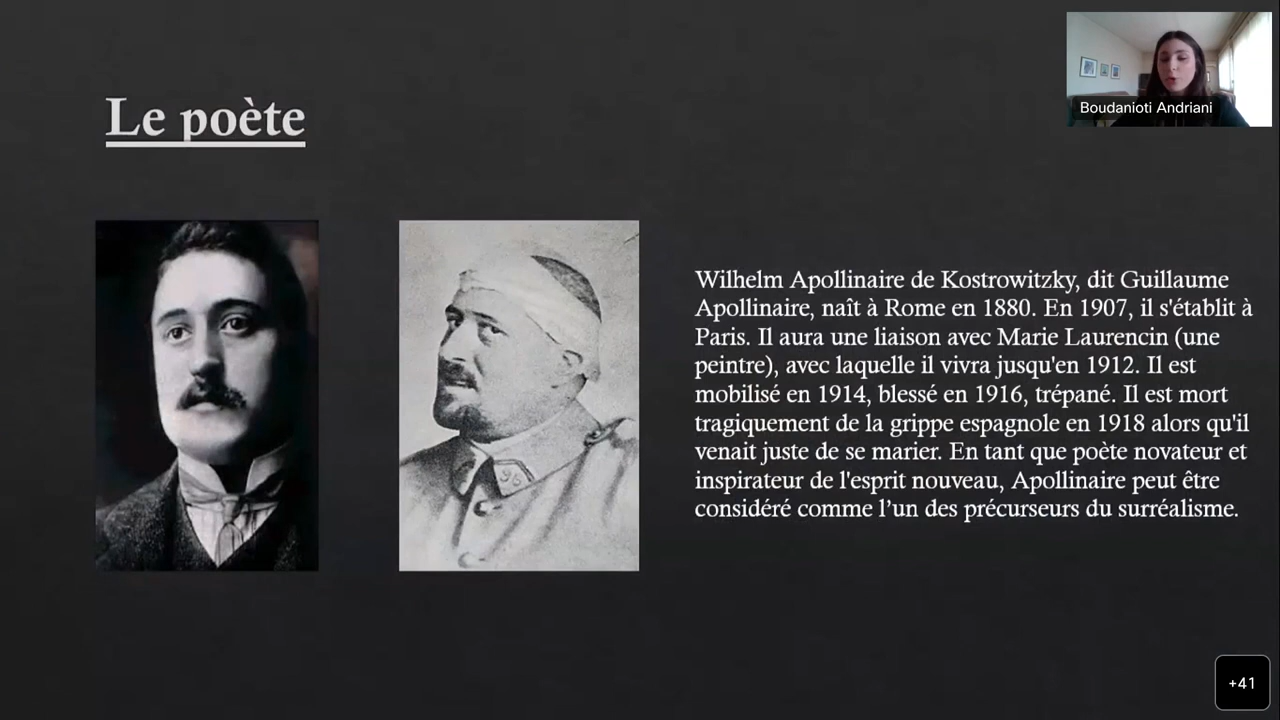 Le poète
Boudanioti Andriani
Wilhelm Apollinaire de Kostrowitzky, dit Guillaume
Apollinaire, naît à Rome en 1880. En 1907, il s'établit à
Paris. Il aura une liaison avec Marie Laurencin (une
peintre), avec laquelle il vivra jusqu'en 1912. Il est
mobilisé en 1914, blessé en 1916, trépané. Il est mort
tragiquement de la grippe espagnole en 1918 alors qu'il
venait juste de se marier. En tant que poète novateur et
inspirateur de l'esprit nouveau, Apollinaire peut être
considéré comme l’un des précurseurs du surréalisme.
+41